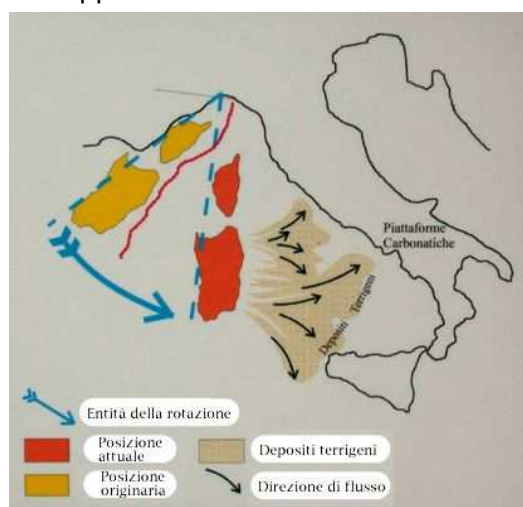 Piattaforme
Carbonatiche
Depositi Terrigeni
Entità della rotazione
Posizione
attuale
Posizione
originaria
Depositi terrigeni
Direzione di flusso